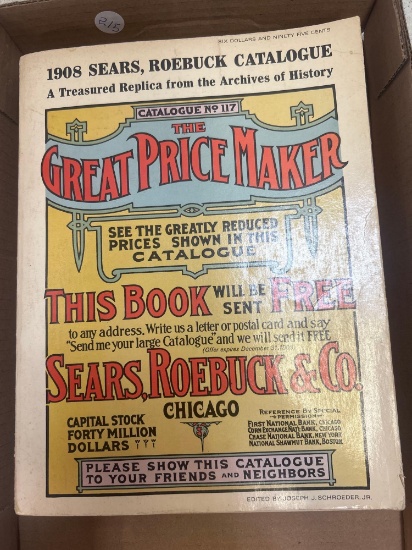 215
SIX DOLLARS AND NINETY FIVE CENTS
1908 SEARS, ROEBUCK CATALOGUE
A Treasured Replica from the Archives of History
CATALOGUE No 117
THE
GREAT PRICE MAKER
SEE THE GREATLY REDUCED
PRICES SHOWN IN THIS
CATALOGUE
THIS BOOK WILL BE SENT FREE
to any address. Write us a letter or postal card and say
"Send me your large Catalogue" and we will send it FREE
(Offer expires December
SEARS, ROEBUCK & CO.
CHICAGO
CAPITAL STOCK
FORTY MILLION
DOLLARS
REFERENCE BY SPECIAL
PERMISSION
FIRST NATIONAL BANK, CHICAGO
CORN EXCHANGE NAT'L BANK, CHICAGO
CHASE NATIONAL BANK, NEW YORK
NATIONAL SHAWMUT BANK, BOSTON
PLEASE SHOW THIS CATALOGUE
TO YOUR FRIENDS AND NEIGHBORS
EDITED BY JOSEPH J. SCHROEDER, JR.